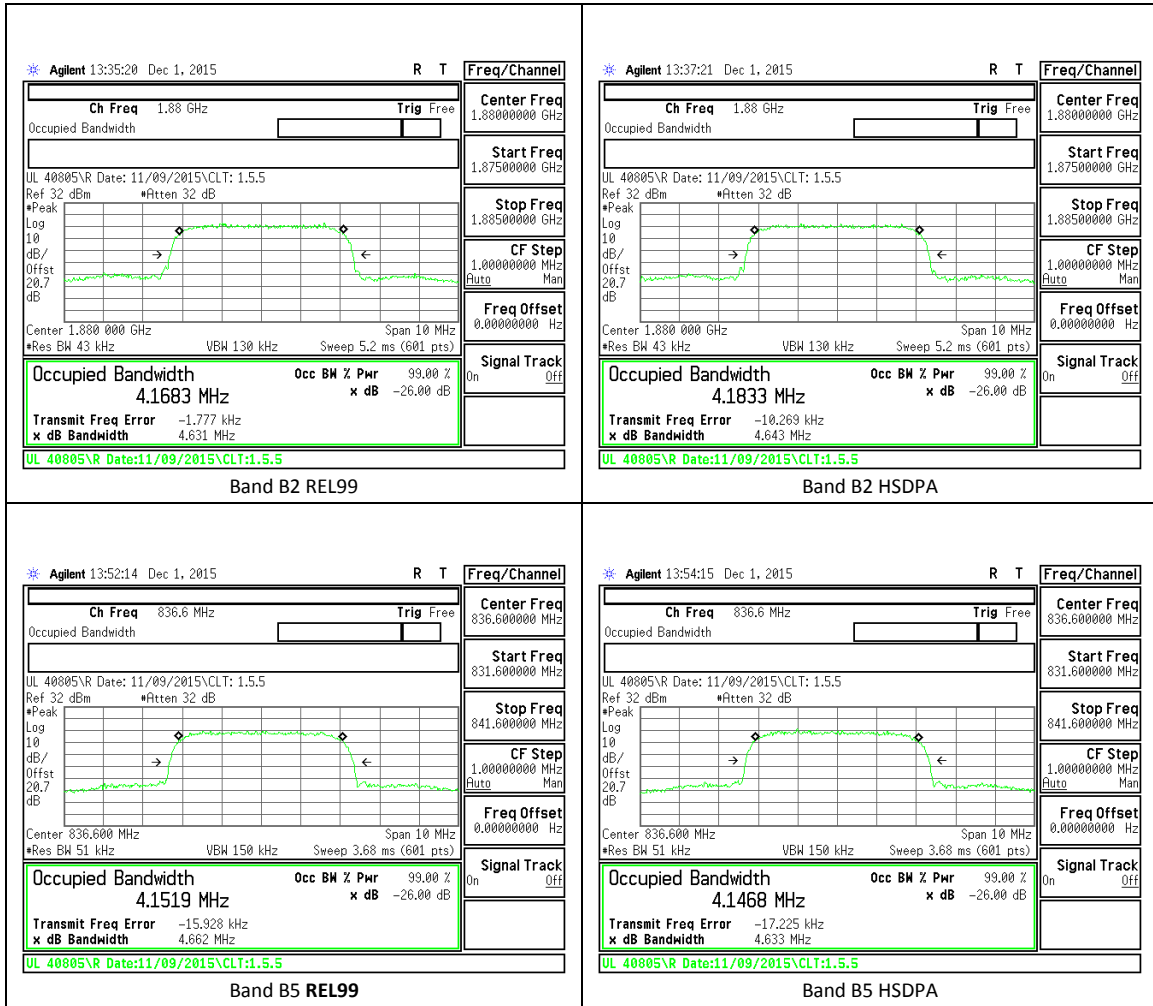 Agilent 13:35:20 Dec 1, 2015 R T Freq/Channel
Ch Freq 1.88 GHz Trig Free
Occupied Bandwidth
Center Freq
1.88000000 GHz
Start Freq
1.87500000 GHz
UL 40805\R Date: 11/09/2015\CLT: 1.5.5
Ref 32 dBm #Atten 32 dB
#Peak
Log
10
dB/
Offst
20.7
dB
Stop Freq
1.88500000 GHz
CF Step
1.00000000 MHz
Auto Man
Freq Offset
0.00000000 Hz
Center 1.880 000 GHz Span 10 MHz
#Res BW 43 kHz VBW 130 kHz Sweep 5.2 ms (601 pts)
Signal Track
On Off
Occupied Bandwidth Occ BW % Pwr 99.00 %
4.1683 MHz x dB -26.00 dB
Transmit Freq Error -1.777 kHz
x dB Bandwidth 4.631 MHz
UL 40805\R Date:11/09/2015\CLT:1.5.5
Band B2 REL99
Agilent 13:37:21 Dec 1, 2015 R T Freq/Channel
Ch Freq 1.88 GHz Trig Free
Occupied Bandwidth
Center Freq
1.88000000 GHz
Start Freq
1.87500000 GHz
UL 40805\R Date: 11/09/2015\CLT: 1.5.5
Ref 32 dBm #Atten 32 dB
#Peak
Log
10
dB/
Offst
20.7
dB
Stop Freq
1.88500000 GHz
CF Step
1.00000000 MHz
Auto Man
Freq Offset
0.00000000 Hz
Center 1.880 000 GHz Span 10 MHz
#Res BW 43 kHz VBW 130 kHz Sweep 5.2 ms (601 pts)
Signal Track
On Off
Occupied Bandwidth Occ BW % Pwr 99.00 %
4.1833 MHz x dB -26.00 dB
Transmit Freq Error -10.269 kHz
x dB Bandwidth 4.643 MHz
UL 40805\R Date:11/09/2015\CLT:1.5.5
Band B2 HSDPA
Agilent 13:52:14 Dec 1, 2015 R T Freq/Channel
Ch Freq 836.6 MHz Trig Free
Occupied Bandwidth
Center Freq
836.600000 MHz
Start Freq
831.600000 MHz
UL 40805\R Date: 11/09/2015\CLT: 1.5.5
Ref 32 dBm #Atten 32 dB
#Peak
Log
10
dB/
Offst
20.7
dB
Stop Freq
841.600000 MHz
CF Step
1.00000000 MHz
Auto Man
Freq Offset
0.00000000 Hz
Center 836.600 MHz Span 10 MHz
#Res BW 51 kHz VBW 150 kHz Sweep 3.68 ms (601 pts)
Signal Track
On Off
Occupied Bandwidth Occ BW % Pwr 99.00 %
4.1519 MHz x dB -26.00 dB
Transmit Freq Error -15.928 kHz
x dB Bandwidth 4.662 MHz
UL 40805\R Date:11/09/2015\CLT:1.5.5
Band B5 REL99
Agilent 13:54:15 Dec 1, 2015 R T Freq/Channel
Ch Freq 836.6 MHz Trig Free
Occupied Bandwidth
Center Freq
836.600000 MHz
Start Freq
831.600000 MHz
UL 40805\R Date: 11/09/2015\CLT: 1.5.5
Ref 32 dBm #Atten 32 dB
#Peak
Log
10
dB/
Offst
20.7
dB
Stop Freq
841.600000 MHz
CF Step
1.00000000 MHz
Auto Man
Freq Offset
0.00000000 Hz
Center 836.600 MHz Span 10 MHz
#Res BW 51 kHz VBW 150 kHz Sweep 3.68 ms (601 pts)
Signal Track
On Off
Occupied Bandwidth Occ BW % Pwr 99.00 %
4.1468 MHz x dB -26.00 dB
Transmit Freq Error -17.225 kHz
x dB Bandwidth 4.633 MHz
UL 40805\R Date:11/09/2015\CLT:1.5.5
Band B5 HSDPA